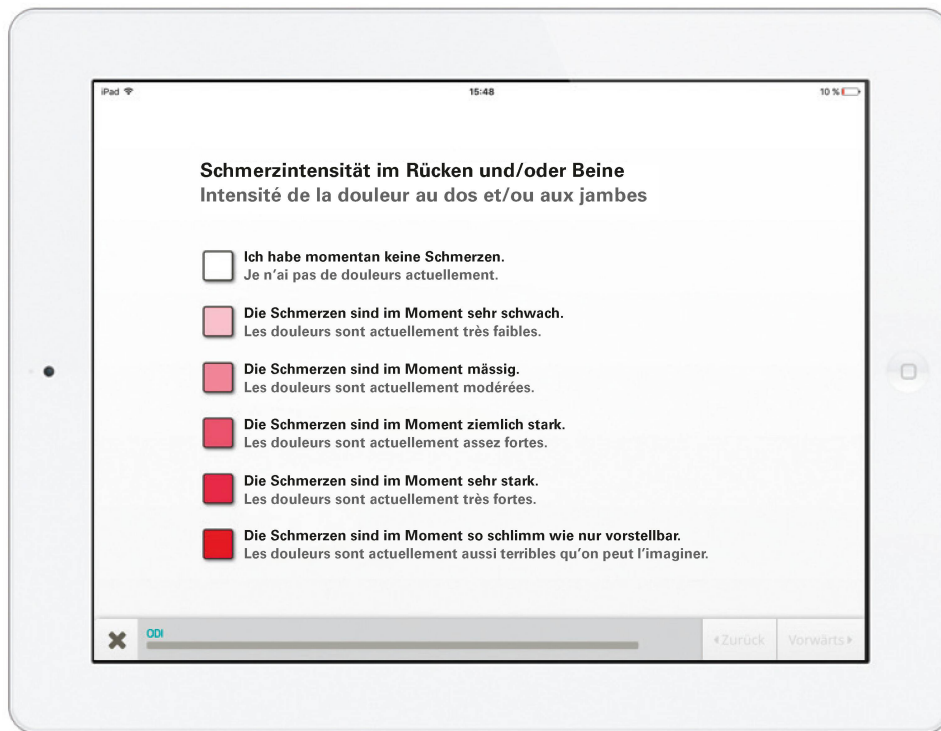 iPad 15:48 10 %
Schmerzintensität im Rücken und/oder Beine
Intensité de la douleur au dos et/ou aux jambes
Ich habe momentan keine Schmerzen.
Je n’ai pas de douleurs actuellement.
Die Schmerzen sind im Moment sehr schwach.
Les douleurs sont actuellement très faibles.
Die Schmerzen sind im Moment mässig.
Les douleurs sont actuellement modérées.
Die Schmerzen sind im Moment ziemlich stark.
Les douleurs sont actuellement assez fortes.
Die Schmerzen sind im Moment sehr stark.
Les douleurs sont actuellement très fortes.
Die Schmerzen sind im Moment so schlimm wie nur vorstellbar.
Les douleurs sont actuellement aussi terribles qu’on peut l’imaginer.
ODI
Zurück Vorwärts